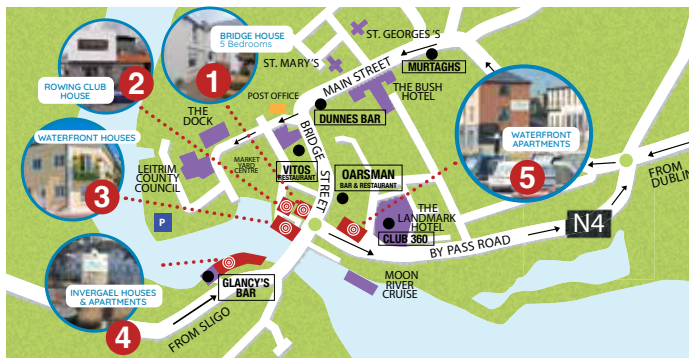 BRIDGE HOUSE
5 Bedrooms
1
ROWING CLUB
HOUSE
2
WATERFRONT HOUSES
3
INVERGAEL HOUSES
& APARTMENTS
4
WATERFRONT
APARTMENTS
5
ST. GEORGES'S
ST. MARY'S
MURTAGHS
MAIN STREET
THE BUSH
HOTEL
POST OFFICE
DUNNES BAR
THE
DOCK
BRIDGE STREET
MARKET
YARD
CENTRE
VITOS
RESTAURANT
OARSMAN
BAR & RESTAURANT
LEITRIM
COUNTY
COUNCIL
P
THE
LANDMARK
HOTEL
CLUB 360
BY PASS ROAD
N4
FROM
DUBLIN
MOON
RIVER
CRUISE
GLANCY'S
BAR
FROM SLIGO